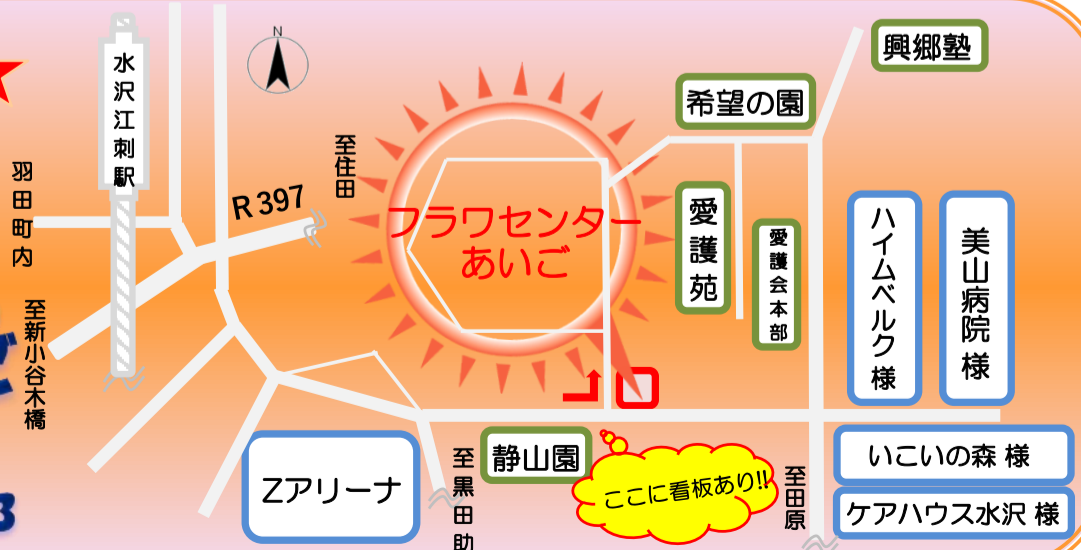 N
興郷塾
水沢江刺駅
希望の園
至住田
羽田町内
R397
フラワセンター
あいご
愛護苑
愛護会本部
ハイムベルク 様
美山病院 様
至新小谷木橋
静山園
Zアリーナ
至黒田助
ここに看板あり!!
至田原
いこいの森 様
ケアハウス水沢 様